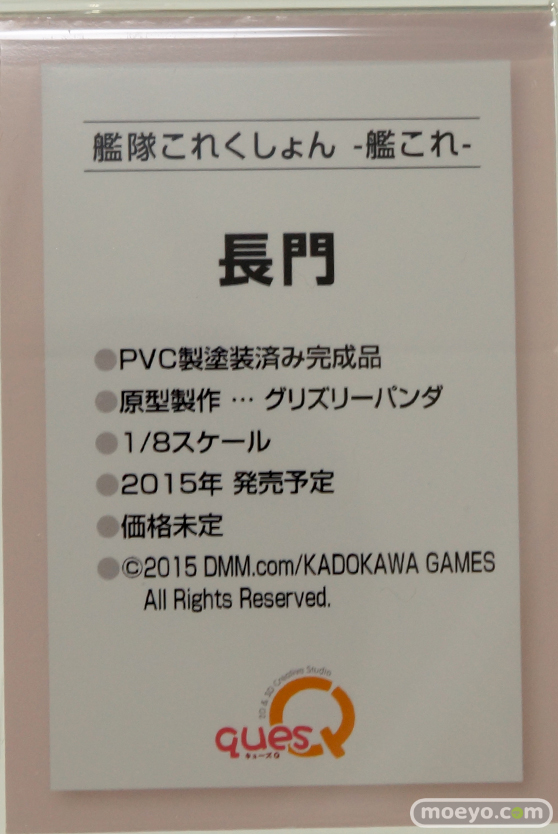 艦隊これくしょん -艦これ-
長門
●PVC製塗装済み完成品
●原型製作 … グリズリーパンダ
●1/8スケール
●2015年 発売予定
●価格未定
●©2015 DMM.com/KADOKAWA GAMES
All Rights Reserved.
2D & 3D Creative Studio
quesQ
キューズQ
moeyo.com